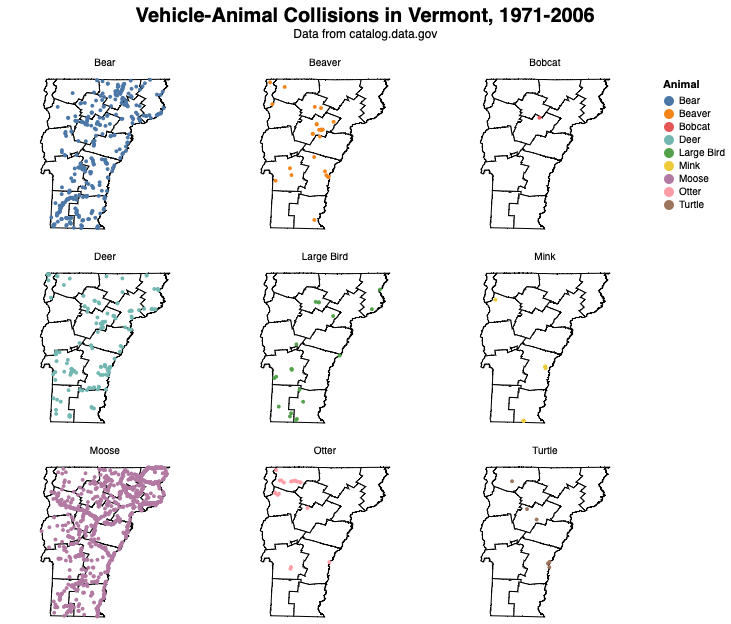 Vehicle-Animal Collisions in Vermont, 1971-2006
Data from catalog.data.gov
Bear
Beaver
Bobcat
Deer
Large Bird
Mink
Moose
Otter
Turtle
Animal
Bear
Beaver
Bobcat
Deer
Large Bird
Mink
Moose
Otter
Turtle